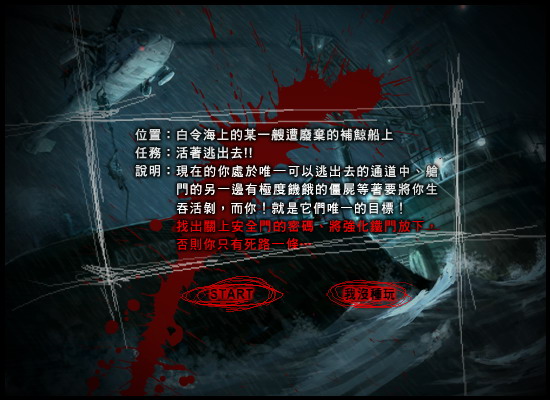 位置：白令海上的某一艘遭廢棄的補鯨船上
任務：活著逃出去!!
說明：現在的你處於唯一可以逃出去的通道中、艙
門的另一邊有極度饑餓的僵屍等著要將你生
吞活剝，而你！就是它們唯一的目標！
找出關上安全門的密碼、將強化鐵門放下，
否則你只有死路一條…
START
我沒種玩